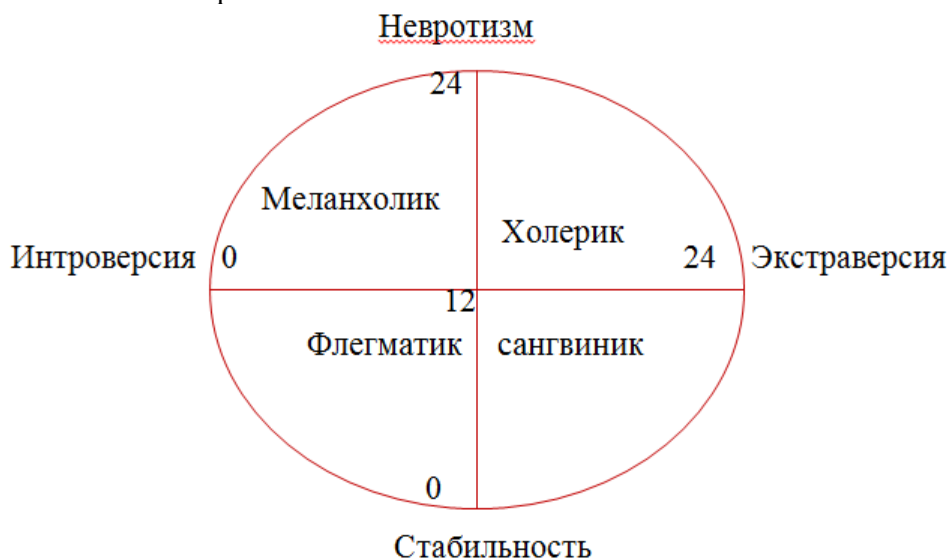 Невротизм
24
Меланхолик
Холерик
Интроверсия 0 24 Экстраверсия
12
Флегматик сангвиник
0
Стабильность